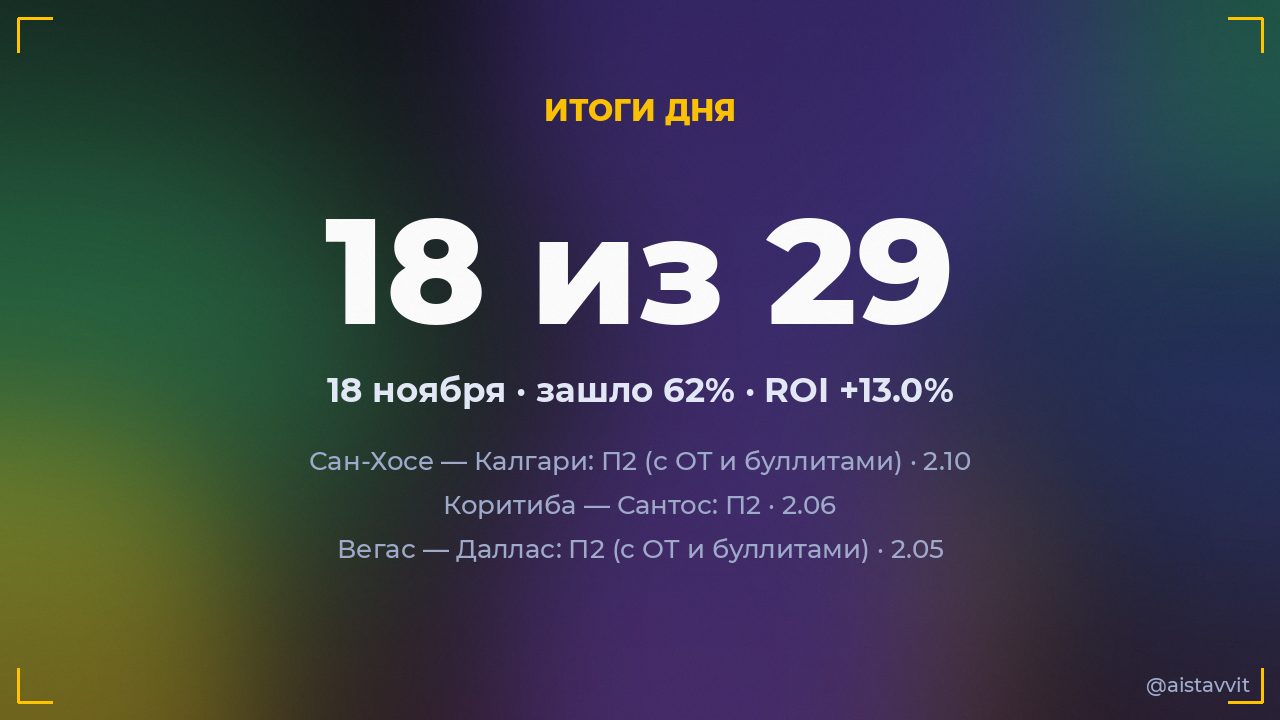 ИТОГИ ДНЯ
18 из 29
18 ноября · зашло 62% · ROI +13.0%
Сан-Хосе — Калгари: П2 (с ОТ и буллитами) · 2.10
Коритиба — Сантос: П2 · 2.06
Вегас — Даллас: П2 (с ОТ и буллитами) · 2.05
@aistavvit